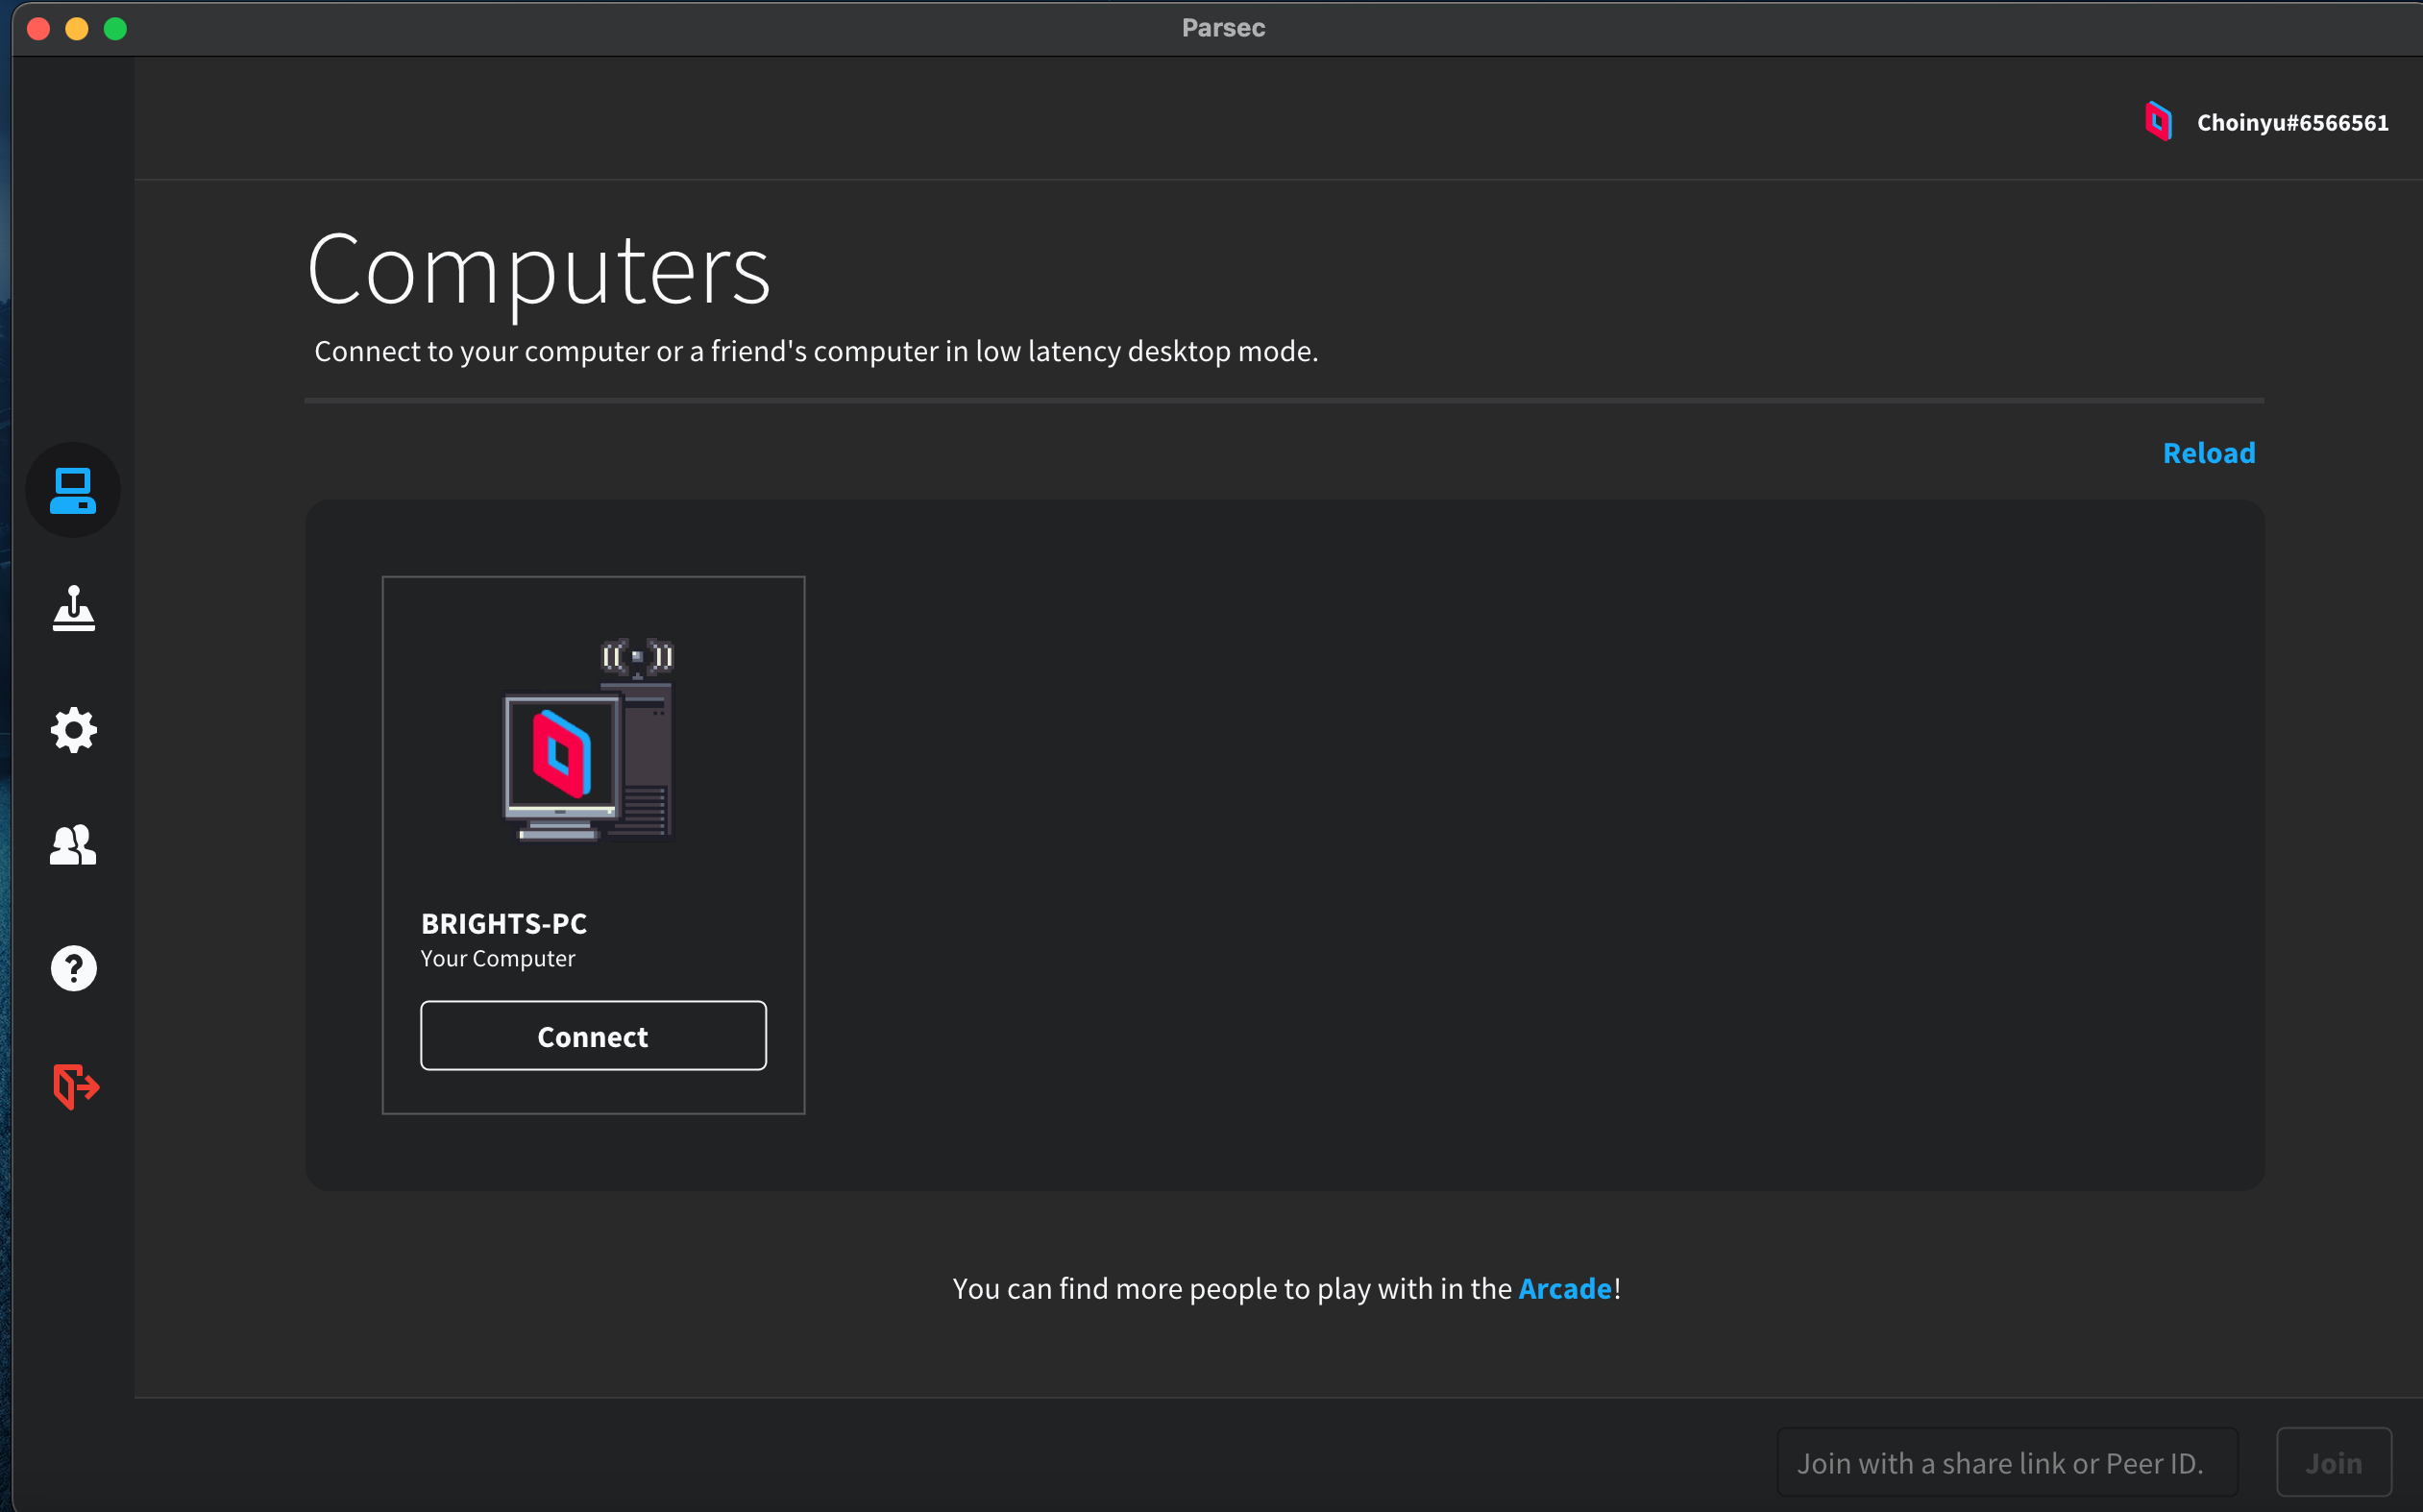 Parsec
Choinyu#6566561
Computers
Connect to your computer or a friend's computer in low latency desktop mode.
Reload
BRIGHTS-PC
Your Computer
Connect
You can find more people to play with in the Arcade!
Join with a share link or Peer ID.
Join